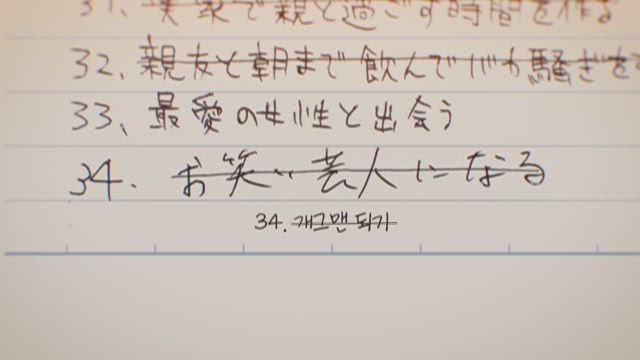 31、実家で親と過ごす時間を作る
32、親友と朝まで飲んでバカ騒ぎを
33、最愛の女性と出会う
34. お笑い芸人になる
34. 개그맨 되기